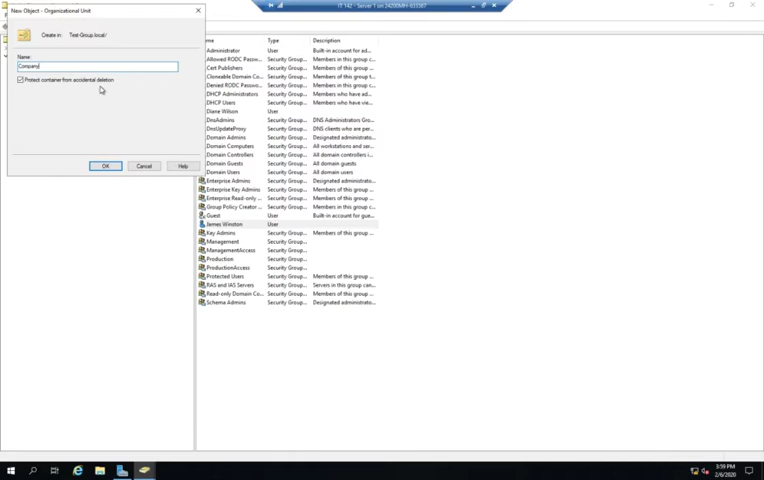 New Object - Organizational Unit
IT 142 - Server 1 on 24200MH-633387
Create in: Test-Group.local/
Name:
Company
Protect container from accidental deletion
OK Cancel Help
Type Description
Administrator User Built-in account for ad...
Allowed RODC Passw... Security Group... Members in this group c...
Cert Publishers Security Group... Members of this group ...
Cloneable Domain Co... Security Group... Members of this group t...
Denied RODC Passwo... Security Group... Members in this group c...
DHCP Administrators Security Group... Members who have ad...
DHCP Users Security Group... Members who have vie...
Diane Wilson User
DnsAdmins Security Group... DNS Administrators Gro...
DnsUpdateProxy Security Group... DNS clients who are per...
Domain Admins Security Group... Designated administrato...
Domain Computers Security Group... All workstations and ser...
Domain Controllers Security Group... All domain controllers i...
Domain Guests Security Group... All domain guests
Domain Users Security Group... All domain users
Enterprise Admins Security Group... Designated administrato...
Enterprise Key Admins Security Group... Members of this group ...
Enterprise Read-only ... Security Group... Members of this group ...
Group Policy Creator ... Security Group... Members in this group c...
Guest User Built-in account for gue...
James Winston User
Key Admins Security Group... Members of this group ...
Management Security Group...
ManagementAccess Security Group...
Production Security Group...
ProductionAccess Security Group...
Protected Users Security Group... Members of this group ...
RAS and IAS Servers Security Group... Servers in this group can...
Read-only Domain Co... Security Group... Members of this group ...
Schema Admins Security Group... Designated administrato...
3:59 PM
2/6/2020